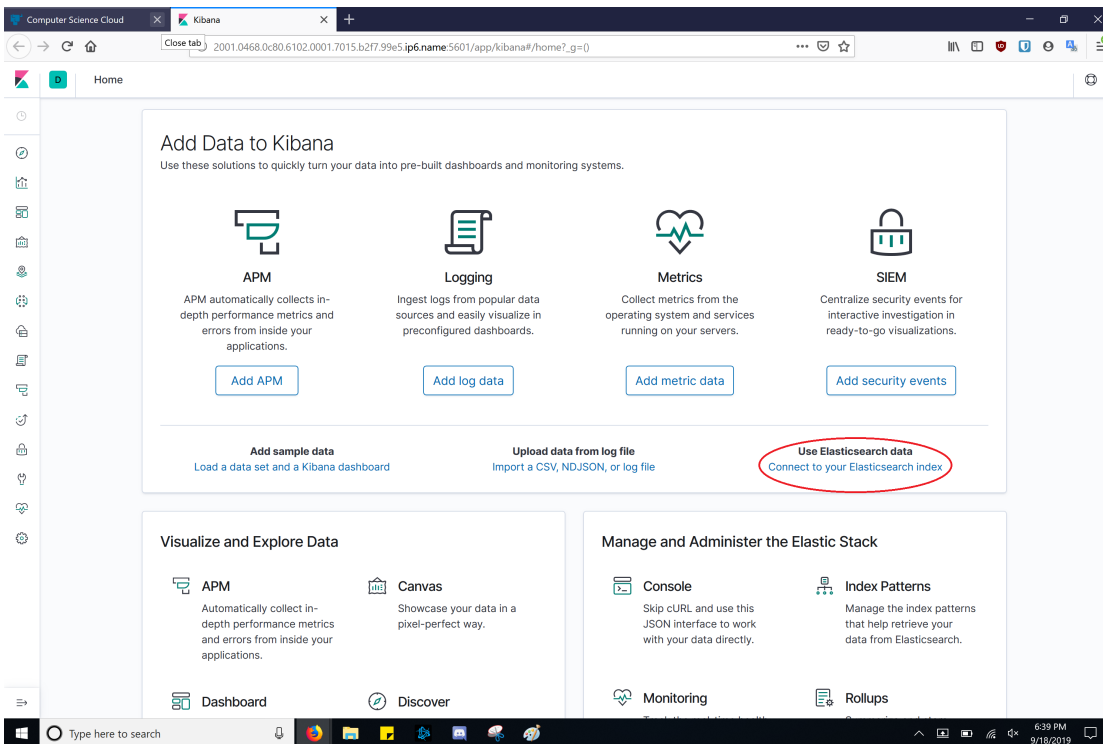 Computer Science Cloud
Kibana
Close tab
2001.0468.0c80.6102.0001.7015.b2f7.99e5.ip6.name:5601/app/kibana#/home?_g=()
D
Home
Add Data to Kibana
Use these solutions to quickly turn your data into pre-built dashboards and monitoring systems.
APM
APM automatically collects in-
depth performance metrics and
errors from inside your
applications.
Add APM
Logging
Ingest logs from popular data
sources and easily visualize in
preconfigured dashboards.
Add log data
Metrics
Collect metrics from the
operating system and services
running on your servers.
Add metric data
SIEM
Centralize security events for
interactive investigation in
ready-to-go visualizations.
Add security events
Add sample data
Load a data set and a Kibana dashboard
Upload data from log file
Import a CSV, NDJSON, or log file
Use Elasticsearch data
Connect to your Elasticsearch index
Visualize and Explore Data
APM
Automatically collect in-
depth performance metrics
and errors from inside your
applications.
Canvas
Showcase your data in a
pixel-perfect way.
Dashboard
Discover
Manage and Administer the Elastic Stack
Console
Skip cURL and use this
JSON interface to work
with your data directly.
Index Patterns
Manage the index patterns
that help retrieve your
data from Elasticsearch.
Monitoring
Rollups
Type here to search
6:39 PM
9/18/2019